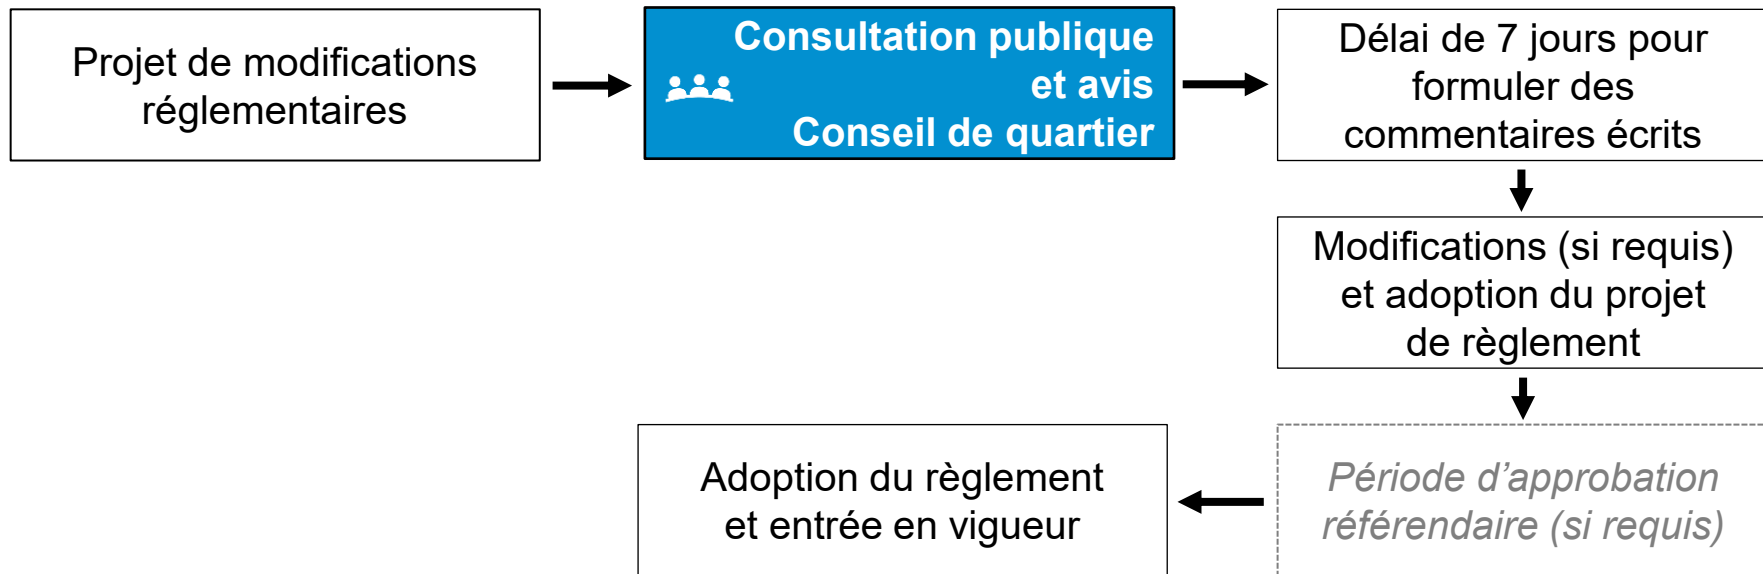 Projet de modifications
réglementaires
Consultation publique
et avis
Conseil de quartier
Délai de 7 jours pour
formuler des
commentaires écrits
Modifications (si requis)
et adoption du projet
de règlement
Période d’approbation
référendaire (si requis)
Adoption du règlement
et entrée en vigueur